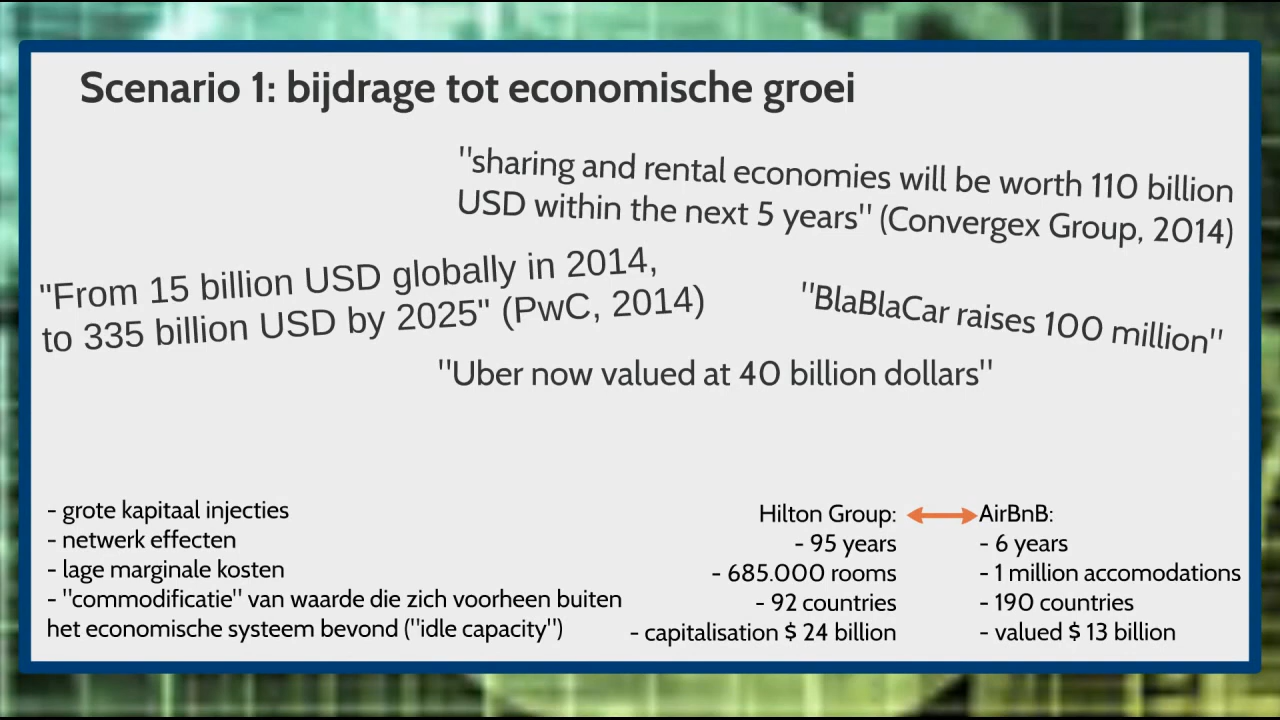 Scenario 1: bijdrage tot economische groei
"sharing and rental economies will be worth 110 billion
USD within the next 5 years" (Convergex Group, 2014)
"From 15 billion USD globally in 2014,
to 335 billion USD by 2025" (PwC, 2014)
"BlaBlaCar raises 100 million"
"Uber now valued at 40 billion dollars"
- grote kapitaal injecties
- netwerk effecten
- lage marginale kosten
- "commodificatie" van waarde die zich voorheen buiten
het economische systeem bevond ("idle capacity")
Hilton Group:
- 95 years
- 685.000 rooms
- 92 countries
- capitalisation $ 24 billion
AirBnB:
- 6 years
- 1 million accomodations
- 190 countries
- valued $ 13 billion